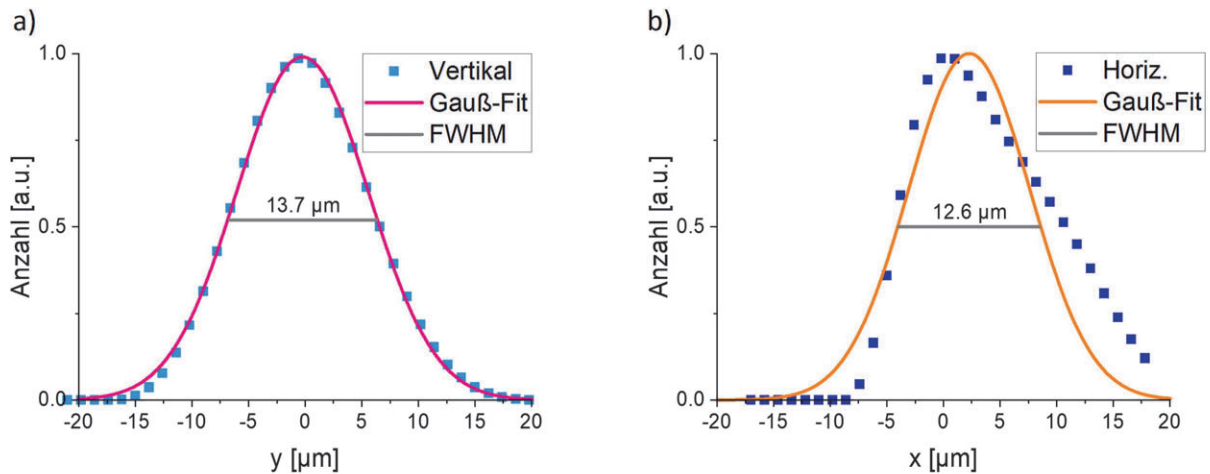 a)
Anzahl [a.u.]
1.0
0.5
0.0
Vertikal
Gauß-Fit
FWHM
13.7 µm
-20 -15 -10 -5 0 5 10 15 20
y [µm]
b)
Anzahl [a.u.]
1.0
0.5
0.0
Horiz.
Gauß-Fit
FWHM
12.6 µm
-20 -15 -10 -5 0 5 10 15 20
x [µm]